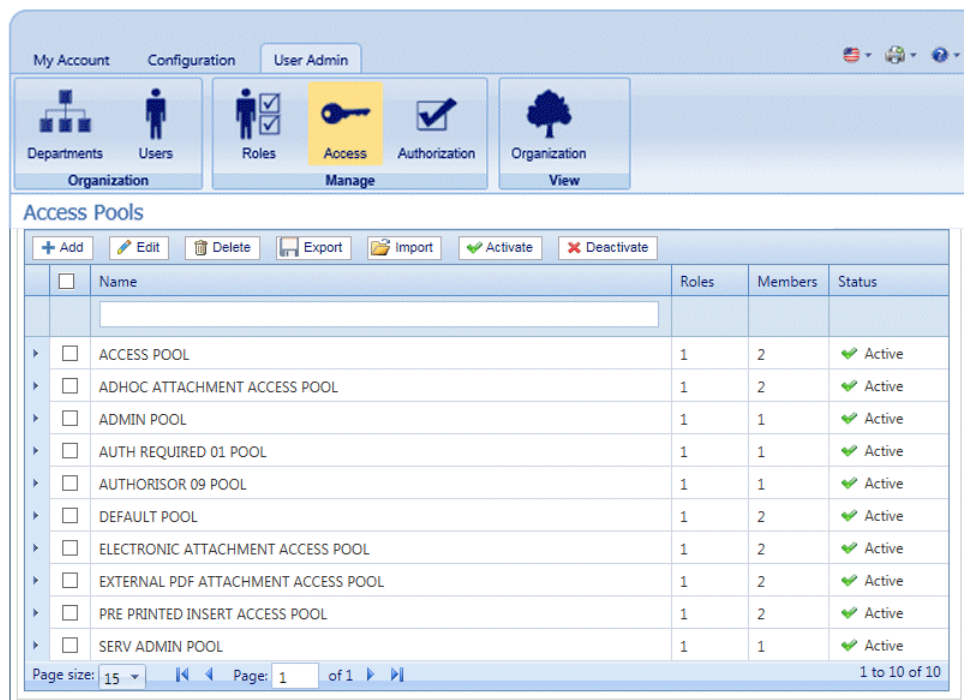 My Account Configuration User Admin
Departments Users Roles Access Authorization Organization
Organization Manage View
Access Pools
Add Edit Delete Export Import Activate Deactivate
Name Roles Members Status
ACCESS POOL 1 2 Active
ADHOC ATTACHMENT ACCESS POOL 1 2 Active
ADMIN POOL 1 1 Active
AUTH REQUIRED 01 POOL 1 1 Active
AUTHORISOR 09 POOL 1 1 Active
DEFAULT POOL 1 2 Active
ELECTRONIC ATTACHMENT ACCESS POOL 1 2 Active
EXTERNAL PDF ATTACHMENT ACCESS POOL 1 2 Active
PRE PRINTED INSERT ACCESS POOL 1 2 Active
SERV ADMIN POOL 1 1 Active
Page size: 15 Page: 1 of 1 1 to 10 of 10